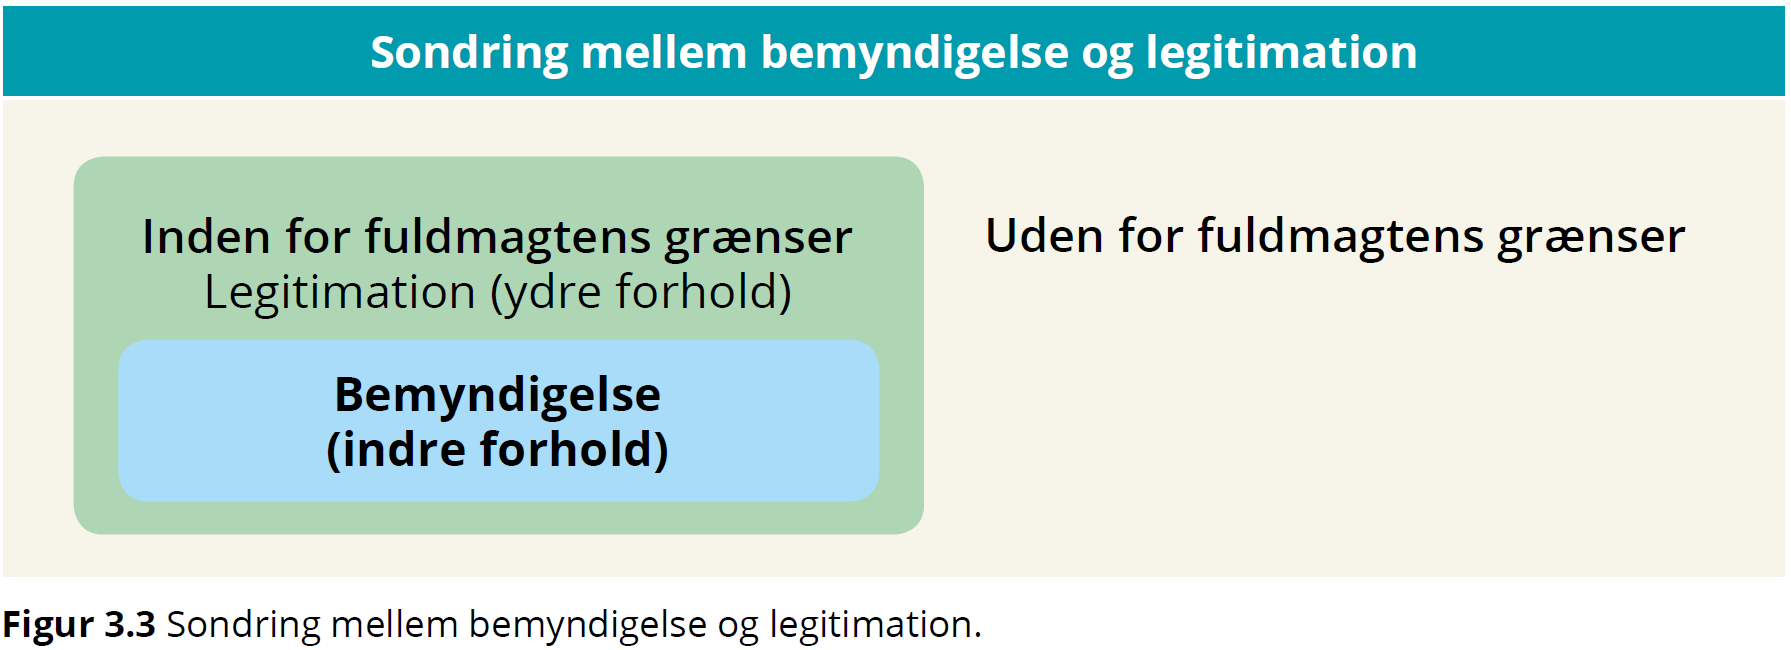 Sondring mellem bemyndigelse og legitimation
Inden for fuldmagtens grænser
Legitimation (ydre forhold)
Bemyndigelse
(indre forhold)
Uden for fuldmagtens grænser
Figur 3.3 Sondring mellem bemyndigelse og legitimation.